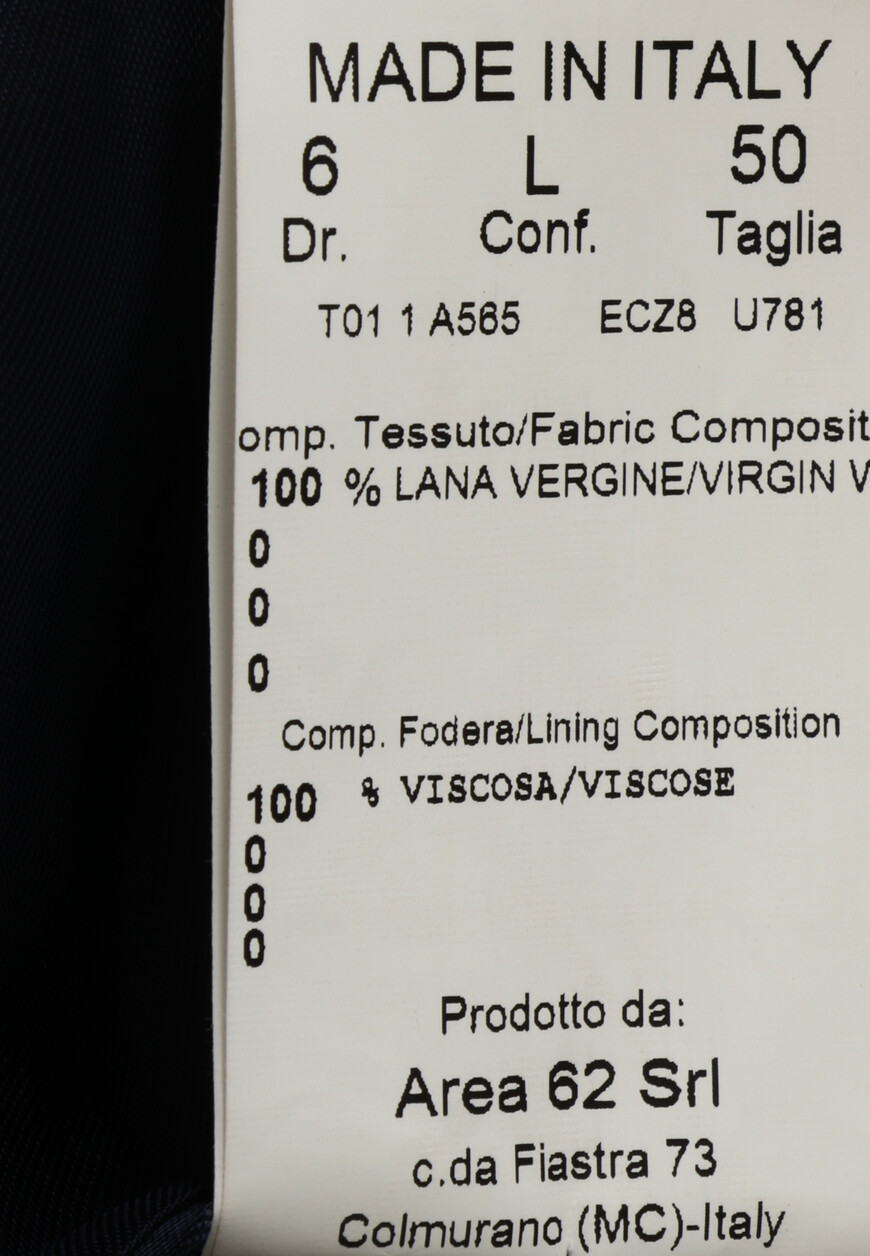 MADE IN ITALY
6 L 50
Dr. Conf. Taglia
T01 1 A565 ECZ8 U781
omp. Tessuto/Fabric Composit
100 % LANA VERGINE/VIRGIN V
0
0
0
Comp. Fodera/Lining Composition
100 % VISCOSA/VISCOSE
0
0
0
Prodotto da:
Area 62 Srl
c.da Fiastra 73
Colmurano (MC)-Italy